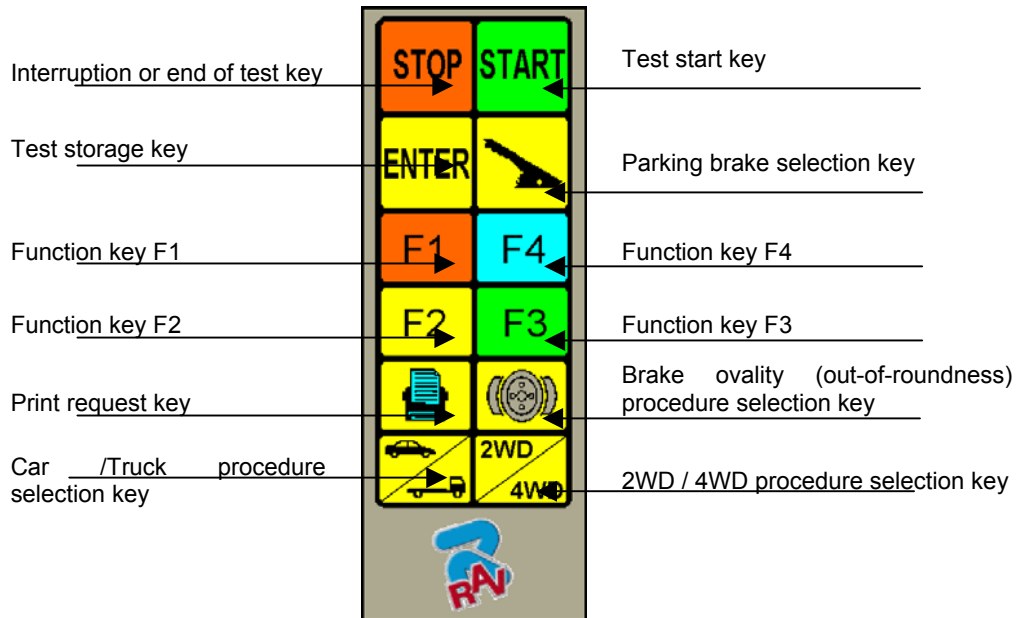 STOP START
Interruption or end of test key
Test start key
ENTER
Test storage key
Parking brake selection key
F1 F4
Function key F1
Function key F4
F2 F3
Function key F2
Function key F3
Print request key
Brake ovality (out-of-roundness)
procedure selection key
Car /Truck procedure
selection key
2WD
4WD
2WD / 4WD procedure selection key
RAV